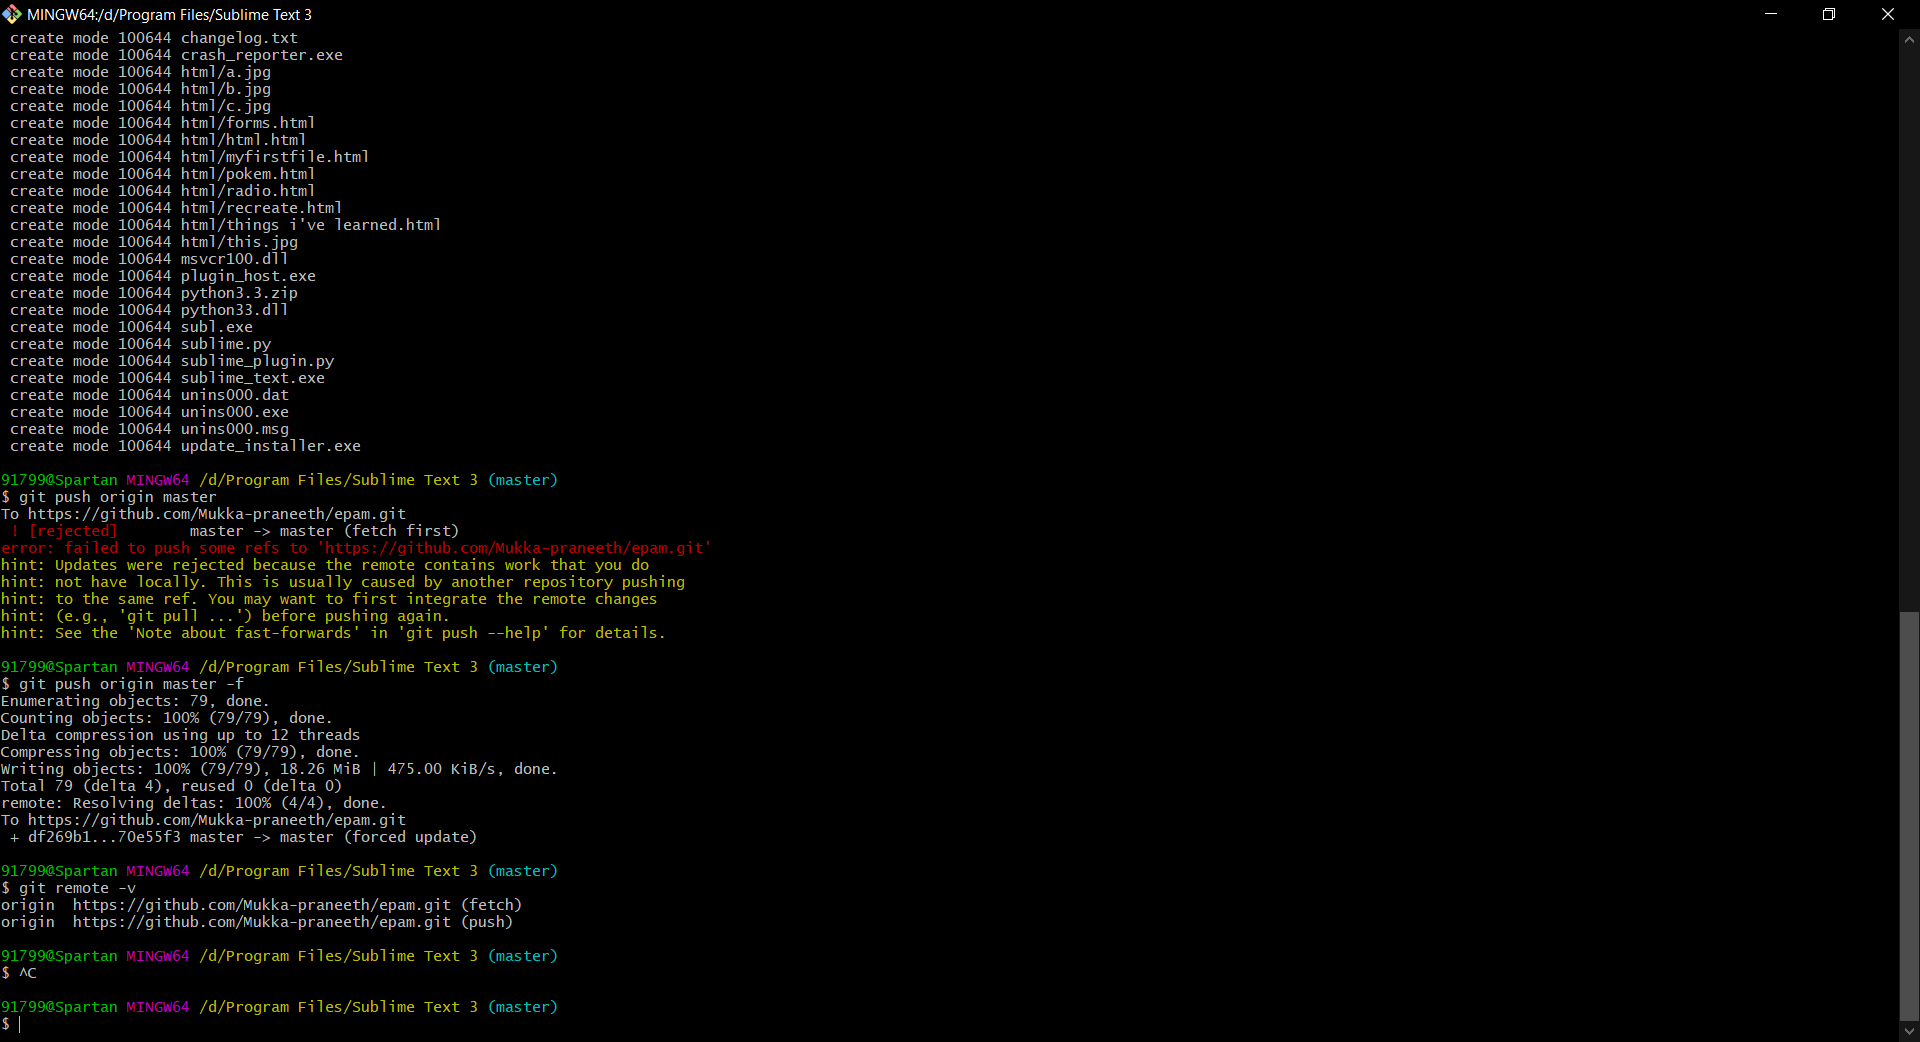 MINGW64:/d/Program Files/Sublime Text 3
create mode 100644 changelog.txt
create mode 100644 crash_reporter.exe
create mode 100644 html/a.jpg
create mode 100644 html/b.jpg
create mode 100644 html/c.jpg
create mode 100644 html/forms.html
create mode 100644 html/html.html
create mode 100644 html/myfirstfile.html
create mode 100644 html/pokem.html
create mode 100644 html/radio.html
create mode 100644 html/recreate.html
create mode 100644 html/things i've learned.html
create mode 100644 html/this.jpg
create mode 100644 msvcr100.dll
create mode 100644 plugin_host.exe
create mode 100644 python3.3.zip
create mode 100644 python33.dll
create mode 100644 subl.exe
create mode 100644 sublime.py
create mode 100644 sublime_plugin.py
create mode 100644 sublime_text.exe
create mode 100644 unins000.dat
create mode 100644 unins000.exe
create mode 100644 unins000.msg
create mode 100644 update_installer.exe
91799@Spartan MINGW64 /d/Program Files/Sublime Text 3 (master)
$ git push origin master
To https://github.com/Mukka-praneeth/epam.git
! [rejected]        master -> master (fetch first)
error: failed to push some refs to 'https://github.com/Mukka-praneeth/epam.git'
hint: Updates were rejected because the remote contains work that you do
hint: not have locally. This is usually caused by another repository pushing
hint: to the same ref. You may want to first integrate the remote changes
hint: (e.g., 'git pull ...') before pushing again.
hint: See the 'Note about fast-forwards' in 'git push --help' for details.
91799@Spartan MINGW64 /d/Program Files/Sublime Text 3 (master)
$ git push origin master -f
Enumerating objects: 79, done.
Counting objects: 100% (79/79), done.
Delta compression using up to 12 threads
Compressing objects: 100% (79/79), done.
Writing objects: 100% (79/79), 18.26 MiB | 475.00 KiB/s, done.
Total 79 (delta 4), reused 0 (delta 0)
remote: Resolving deltas: 100% (4/4), done.
To https://github.com/Mukka-praneeth/epam.git
+ df269b1...70e55f3 master -> master (forced update)
91799@Spartan MINGW64 /d/Program Files/Sublime Text 3 (master)
$ git remote -v
origin  https://github.com/Mukka-praneeth/epam.git (fetch)
origin  https://github.com/Mukka-praneeth/epam.git (push)
91799@Spartan MINGW64 /d/Program Files/Sublime Text 3 (master)
$ ^C
91799@Spartan MINGW64 /d/Program Files/Sublime Text 3 (master)
$